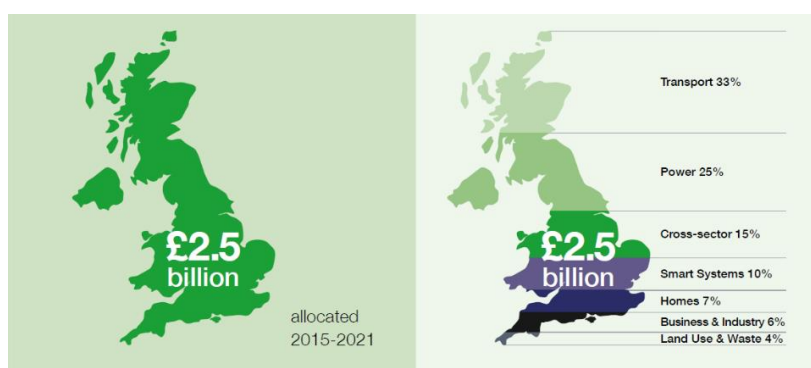 £2.5
billion
allocated
2015-2021
£2.5
billion
Transport 33%
Power 25%
Cross-sector 15%
Smart Systems 10%
Homes 7%
Business & Industry 6%
Land Use & Waste 4%